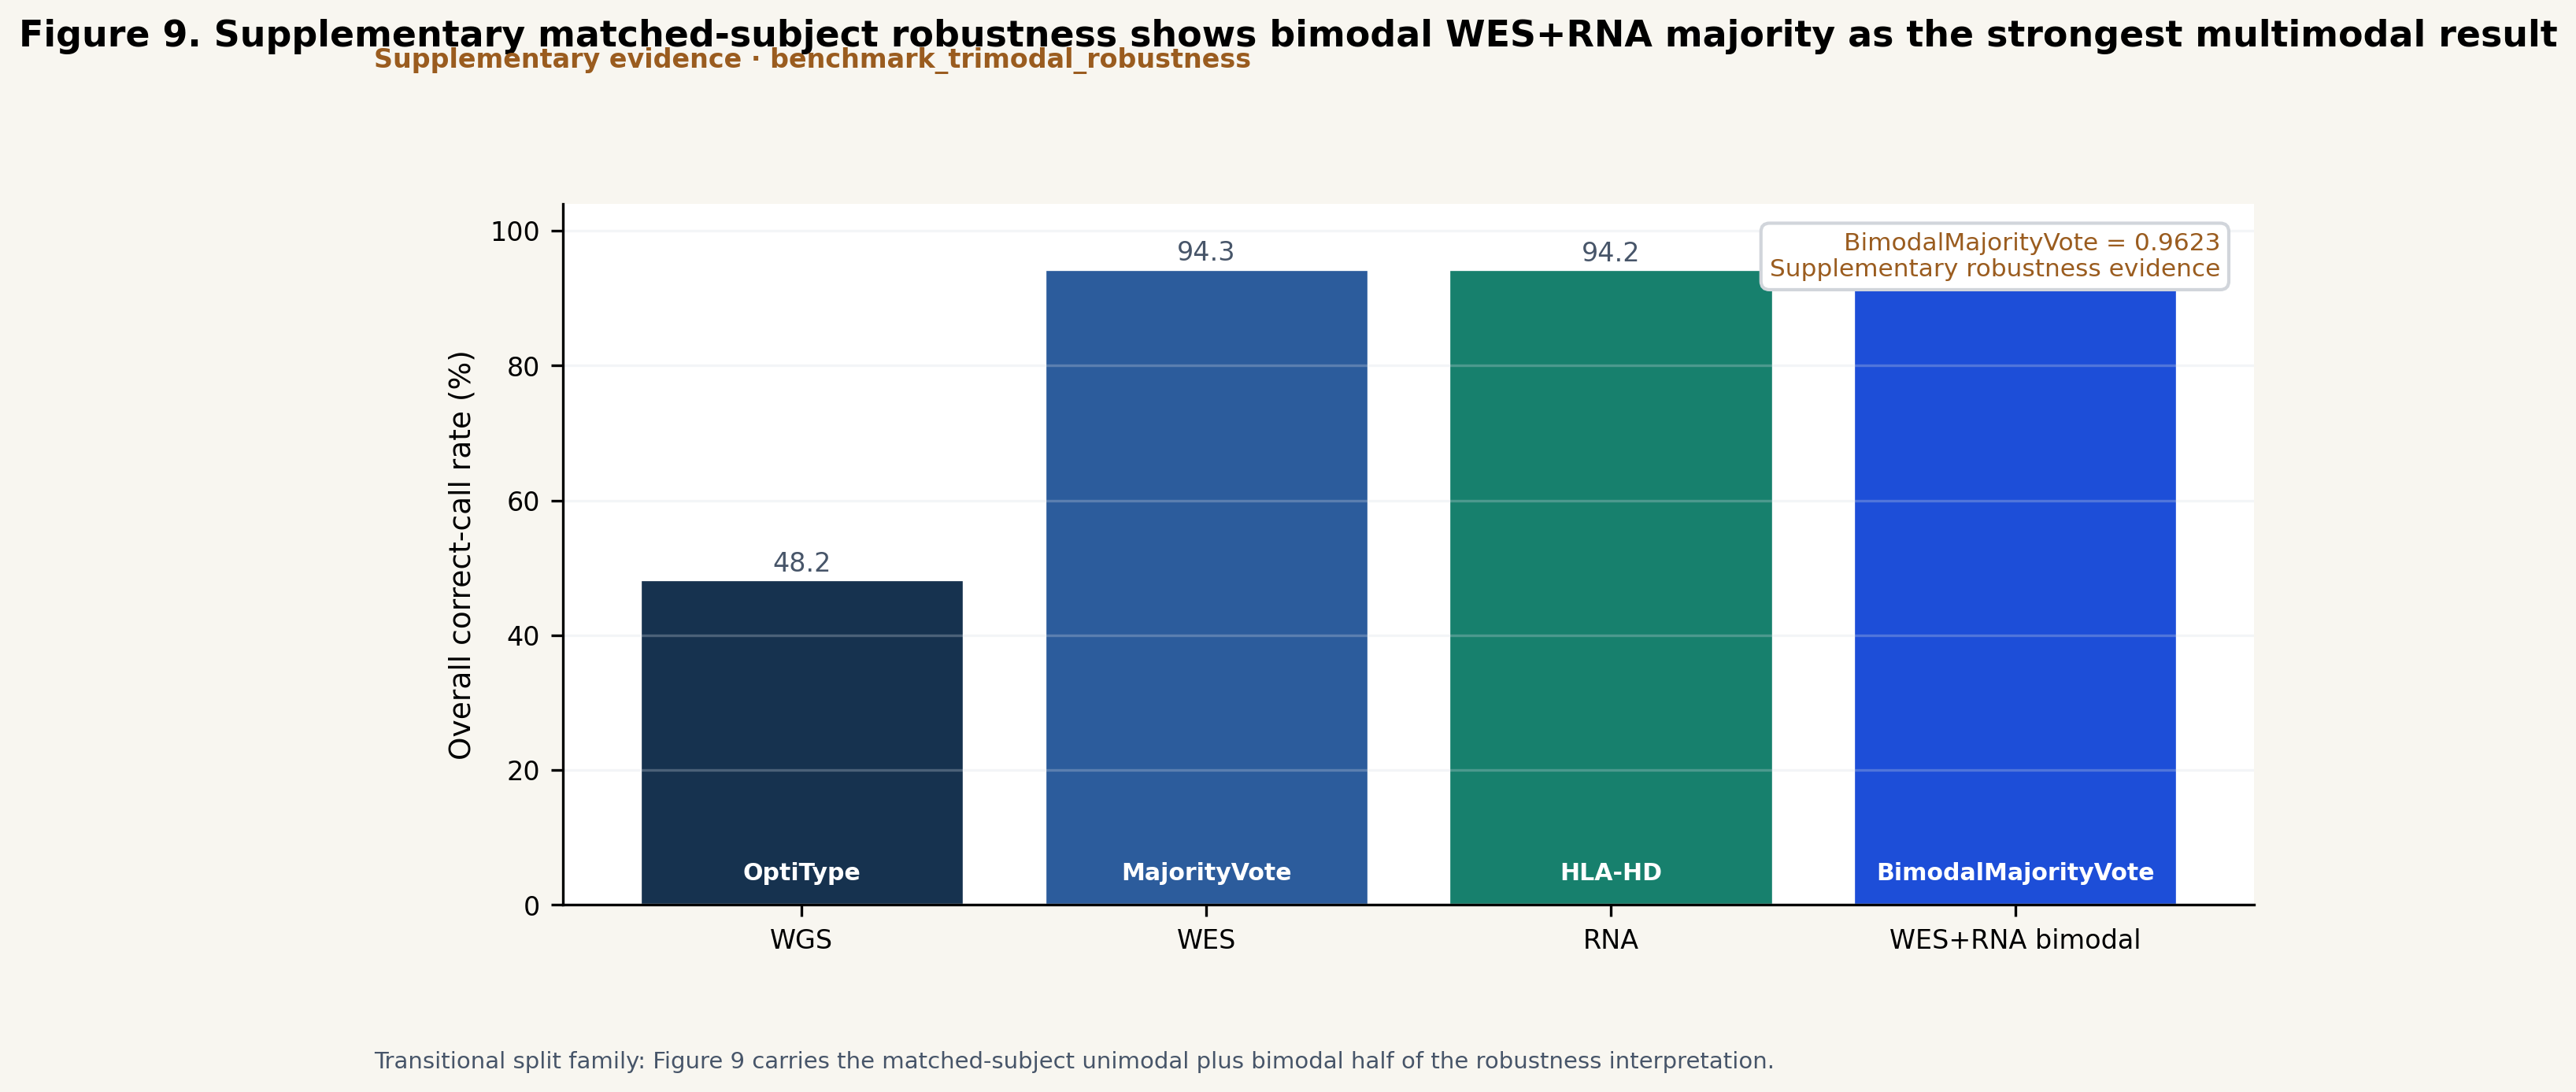 Figure 9. Supplementary matched-subject robustness shows bimodal WES+RNA majority as the strongest multimodal result
Supplementary evidence · benchmark_trimodal_robustness
Overall correct-call rate (%)
100
80
60
40
20
0
48.2
94.3
94.2
BimodalMajorityVote = 0.9623
Supplementary robustness evidence
OptiType
MajorityVote
HLA-HD
BimodalMajorityVote
WGS
WES
RNA
WES+RNA bimodal
Transitional split family: Figure 9 carries the matched-subject unimodal plus bimodal half of the robustness interpretation.